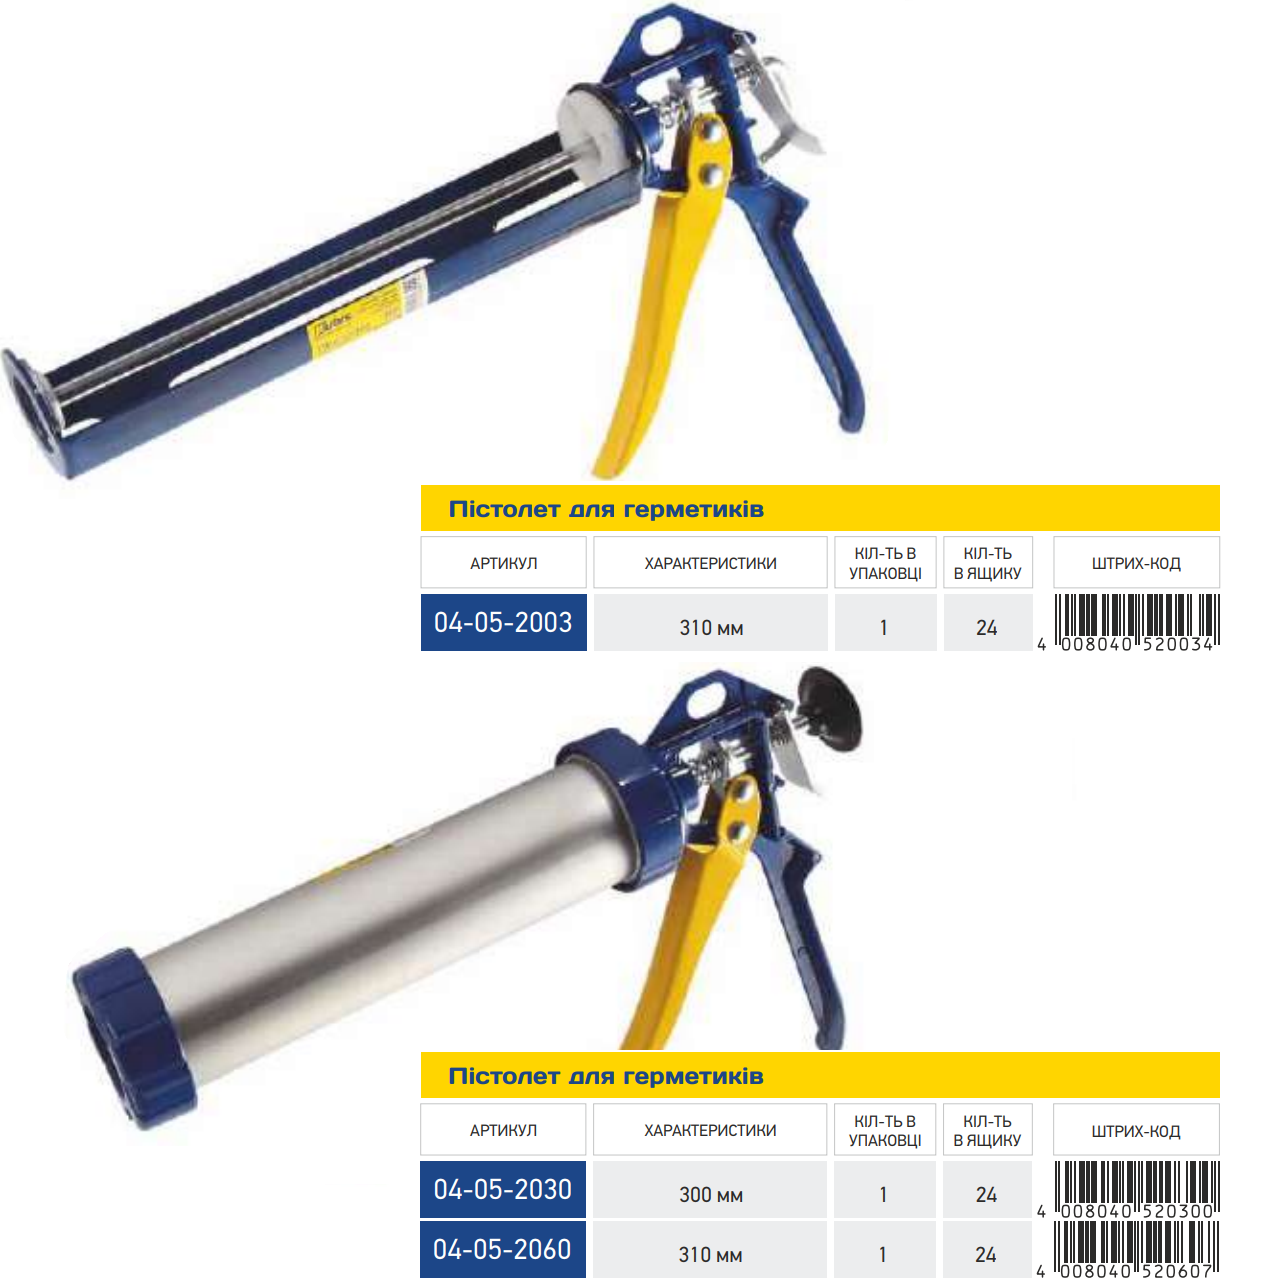 Kubis
Пістолет для герметиків
АРТИКУЛ ХАРАКТЕРИСТИКИ КІЛ-ТЬ В УПАКОВЦІ КІЛ-ТЬ В ЯЩИКУ ШТРИХ-КОД
04-05-2003 310 мм 1 24 4 008040 520034
Пістолет для герметиків
АРТИКУЛ ХАРАКТЕРИСТИКИ КІЛ-ТЬ В УПАКОВЦІ КІЛ-ТЬ В ЯЩИКУ ШТРИХ-КОД
04-05-2030 300 мм 1 24 4 008040 520300
04-05-2060 310 мм 1 24 4 008040 520607